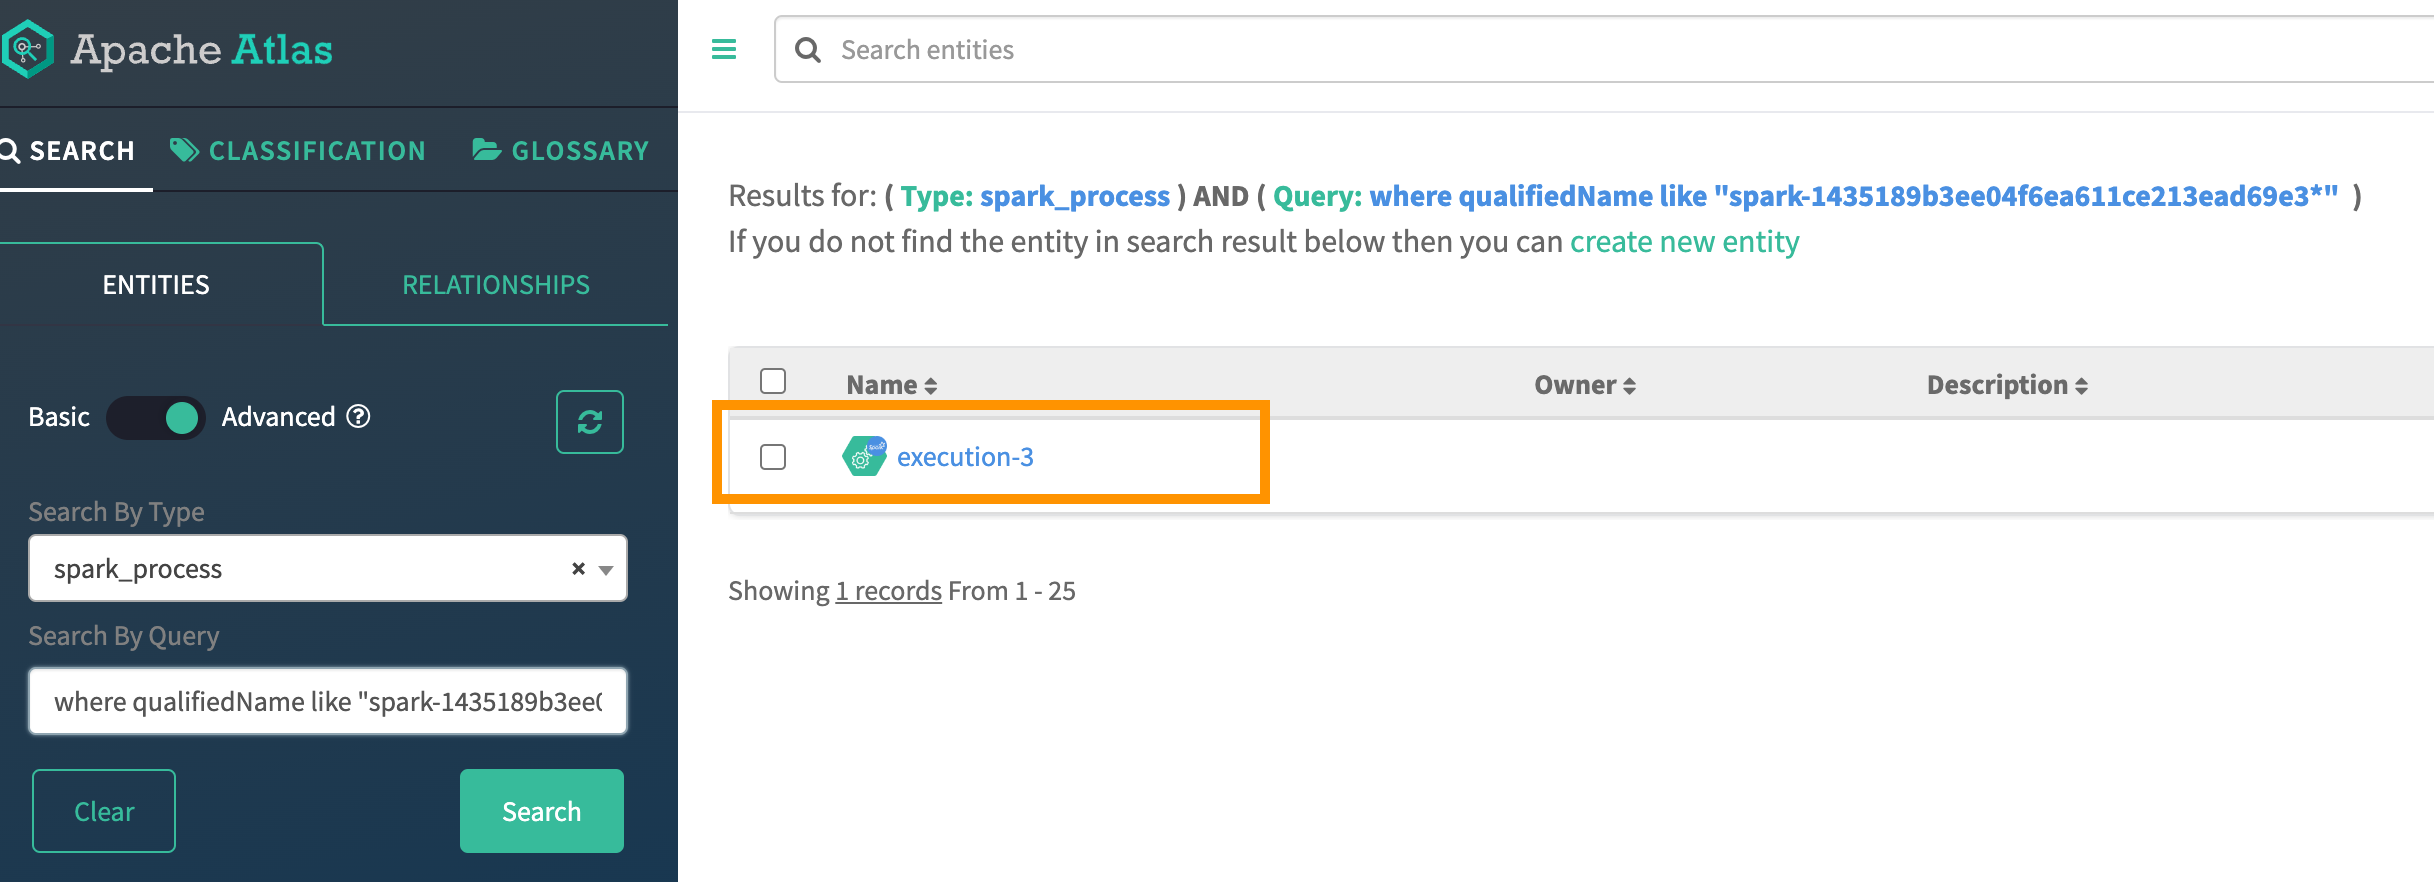 Apache Atlas
SEARCH
CLASSIFICATION
GLOSSARY
ENTITIES
RELATIONSHIPS
Basic
Advanced
Search By Type
spark_process
Search By Query
where qualifiedName like "spark-1435189b3ee0
Clear
Search
Search entities
Results for: ( Type: spark_process ) AND ( Query: where qualifiedName like "spark-1435189b3ee04f6ea611ce213ead69e3*" )
If you do not find the entity in search result below then you can create new entity
Name
Owner
Description
execution-3
Showing 1 records From 1 - 25